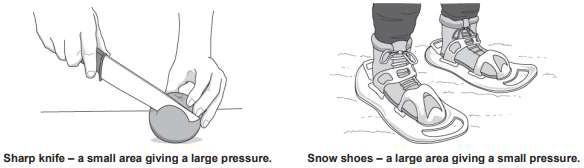 Sharp knife – a small area giving a large pressure.
Snow shoes – a large area giving a small pressure.